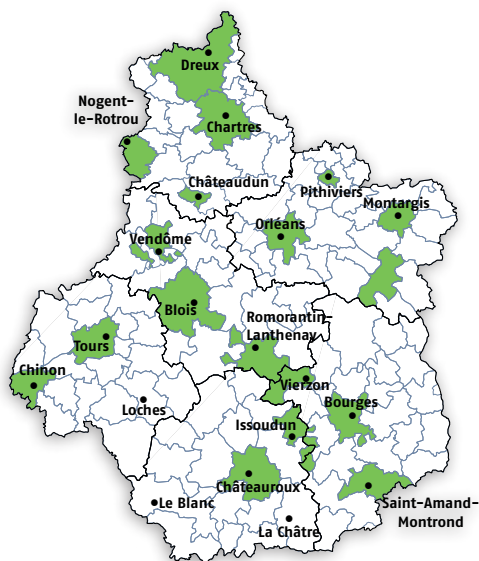 Dreux
Nogent-
le-Rotrou
Chartres
Châteaudun
Pithiviers
Montargis
Orléans
Vendôme
Blois
Romorantin-
Lanthenay
Tours
Chinon
Vierzon
Loches
Bourges
Issoudun
Châteauroux
Le Blanc
Saint-Amand-
Montrond
La Châtre